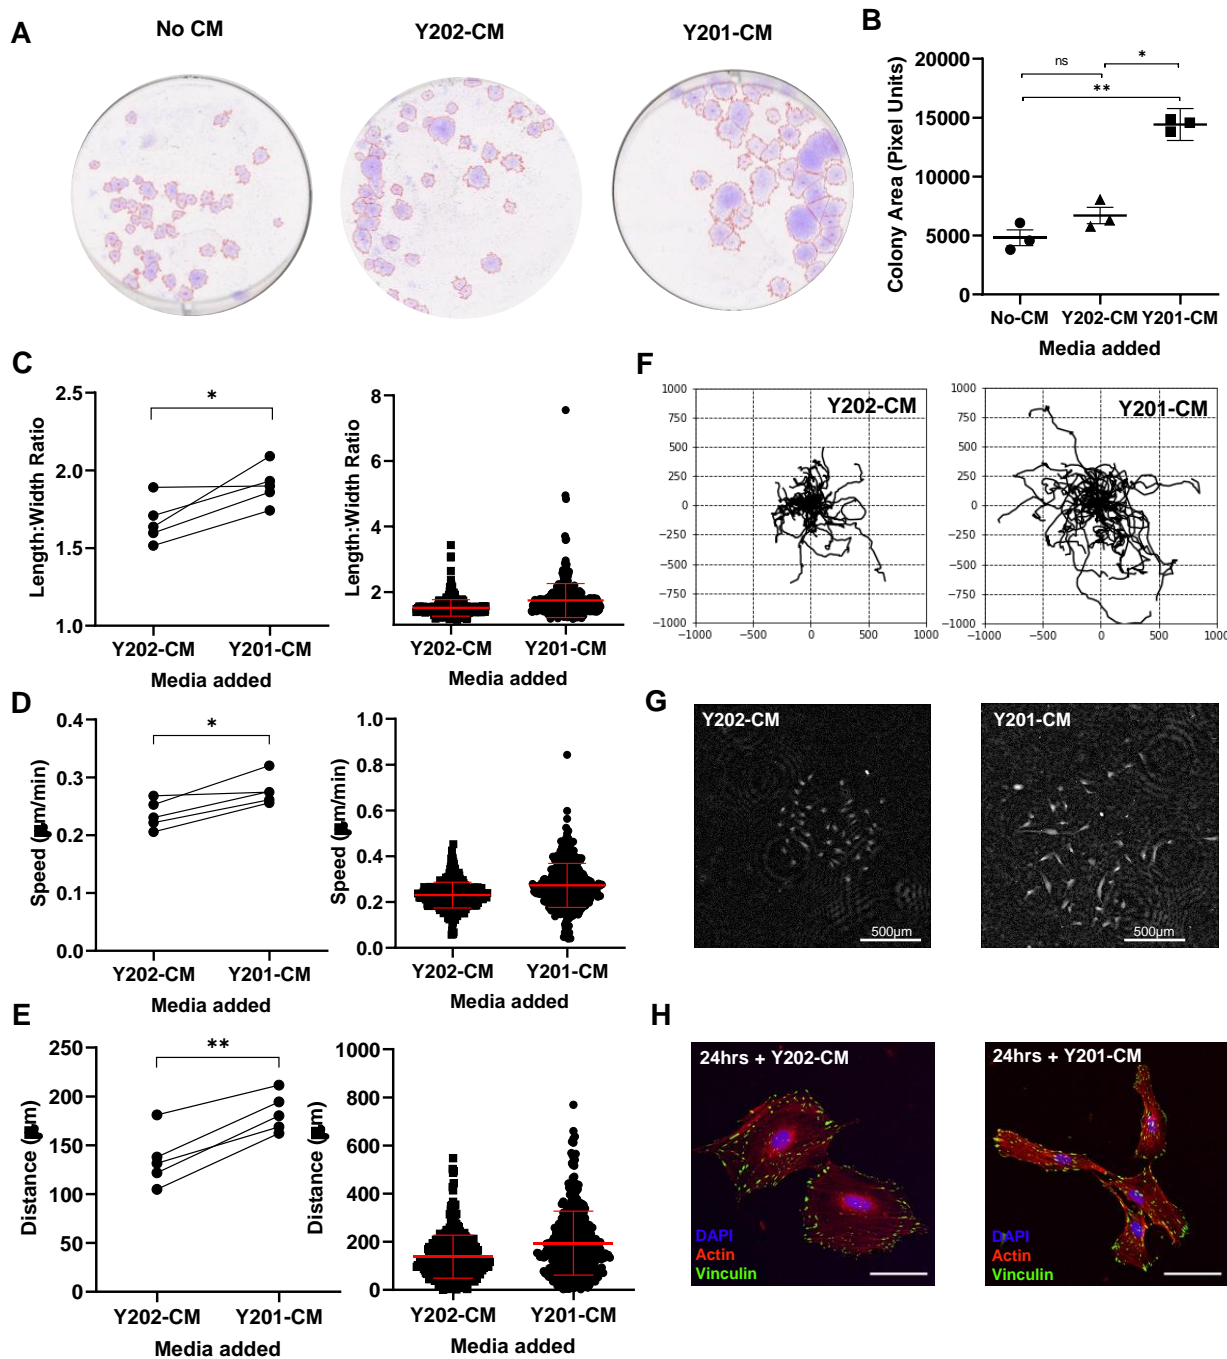 A
No CM
Y202-CM
Y201-CM
B
Colony Area (Pixel Units)
20000
15000
10000
5000
0
ns
*
**
No-CM
Y202-CM
Y201-CM
Media added
C
Length:Width Ratio
2.5
2.0
1.5
1.0
*
Y202-CM
Y201-CM
Media added
Length:Width Ratio
8
6
4
2
Y202-CM
Y201-CM
Media added
D
Speed (μm/min)
0.4
0.3
0.2
0.1
0.0
*
Y202-CM
Y201-CM
Media added
Speed (μm/min)
1.0
0.8
0.6
0.4
0.2
0.0
Y202-CM
Y201-CM
Media added
E
Distance (μm)
250
200
150
100
50
0
**
Y202-CM
Y201-CM
Media added
Distance (μm)
1000
800
600
400
200
0
Y202-CM
Y201-CM
Media added
F
Y202-CM
1000
750
500
250
0
−250
−500
−750
−1000
−1000
−500
0
500
1000
Y201-CM
1000
750
500
250
0
−250
−500
−750
−1000
−1000
−500
0
500
1000
G
Y202-CM
500μm
Y201-CM
500μm
H
24hrs + Y202-CM
DAPI
Actin
Vinculin
24hrs + Y201-CM
DAPI
Actin
Vinculin